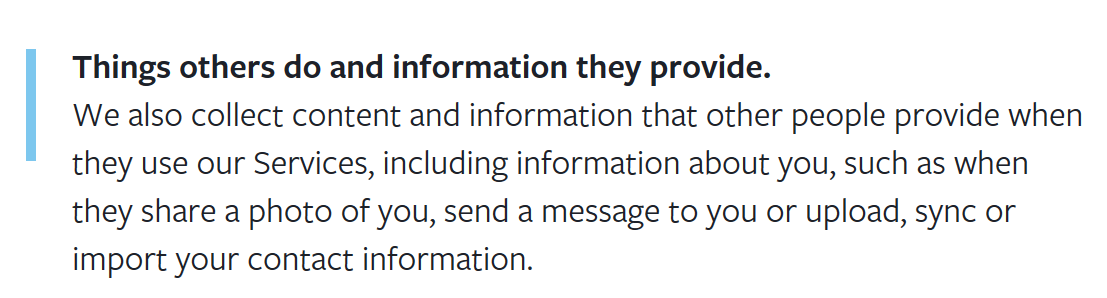 Things others do and information they provide.
We also collect content and information that other people provide when
they use our Services, including information about you, such as when
they share a photo of you, send a message to you or upload, sync or
import your contact information.